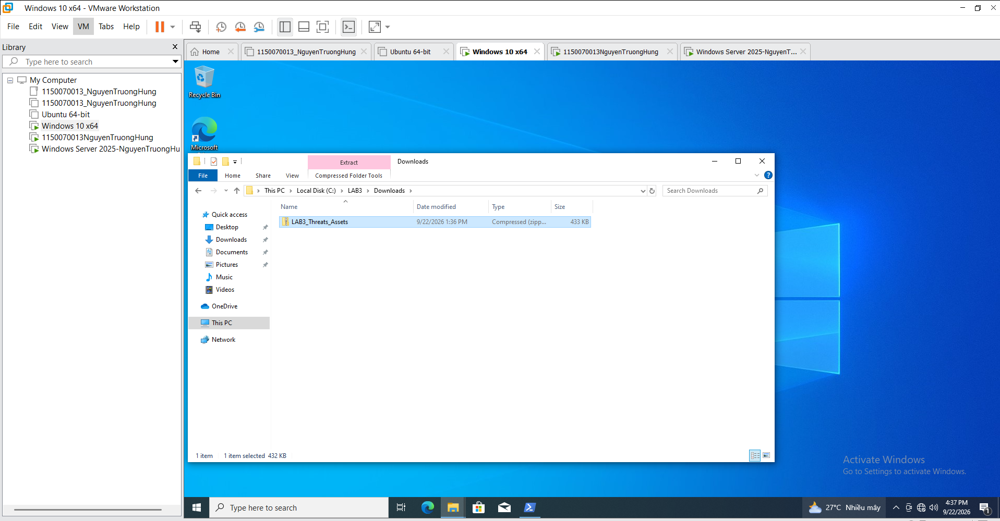 Windows 10 x64 - VMware Workstation
File Edit View VM Tabs Help
Library
Type here to search
My Computer
1150070013_NguyenTruongHung
1150070013_NguyenTruongHung
Ubuntu 64-bit
Windows 10 x64
1150070013NguyenTruongHung
Windows Server 2025-NguyenTruongHu
Home 1150070013_NguyenTruongHung Ubuntu 64-bit Windows 10 x64 1150070013NguyenTruongHung Windows Server 2025-NguyenT...
Recycle Bin
Microsoft
Extract Downloads
File Home Share View Compressed Folder Tools
This PC Local Disk (C:) LAB3 Downloads Search Downloads
Name Date modified Type Size
LAB3_Threats_Assets 9/22/2026 1:36 PM Compressed (zipp... 433 KB
Quick access
Desktop
Downloads
Documents
Pictures
Music
Videos
OneDrive
This PC
Network
1 item 1 item selected 432 KB
Activate Windows
Go to Settings to activate Windows.
Type here to search
27°C Nhiều mây
4:37 PM
9/22/2026
1